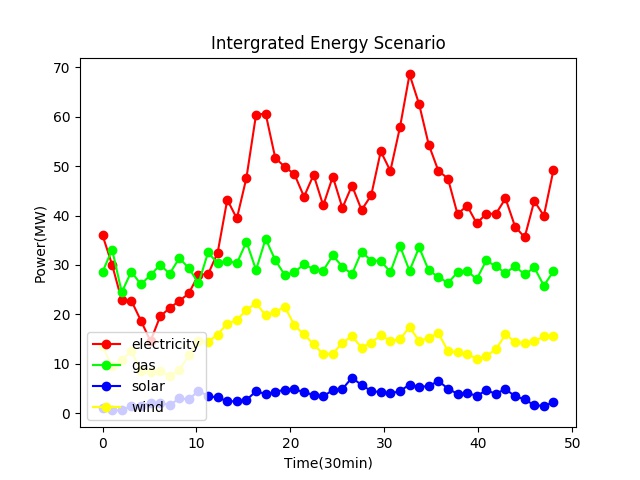 Intergrated Energy Scenario
Power(MW)
70
60
50
40
30
20
10
0
electricity
gas
solar
wind
0 10 20 30 40 50
Time(30min)